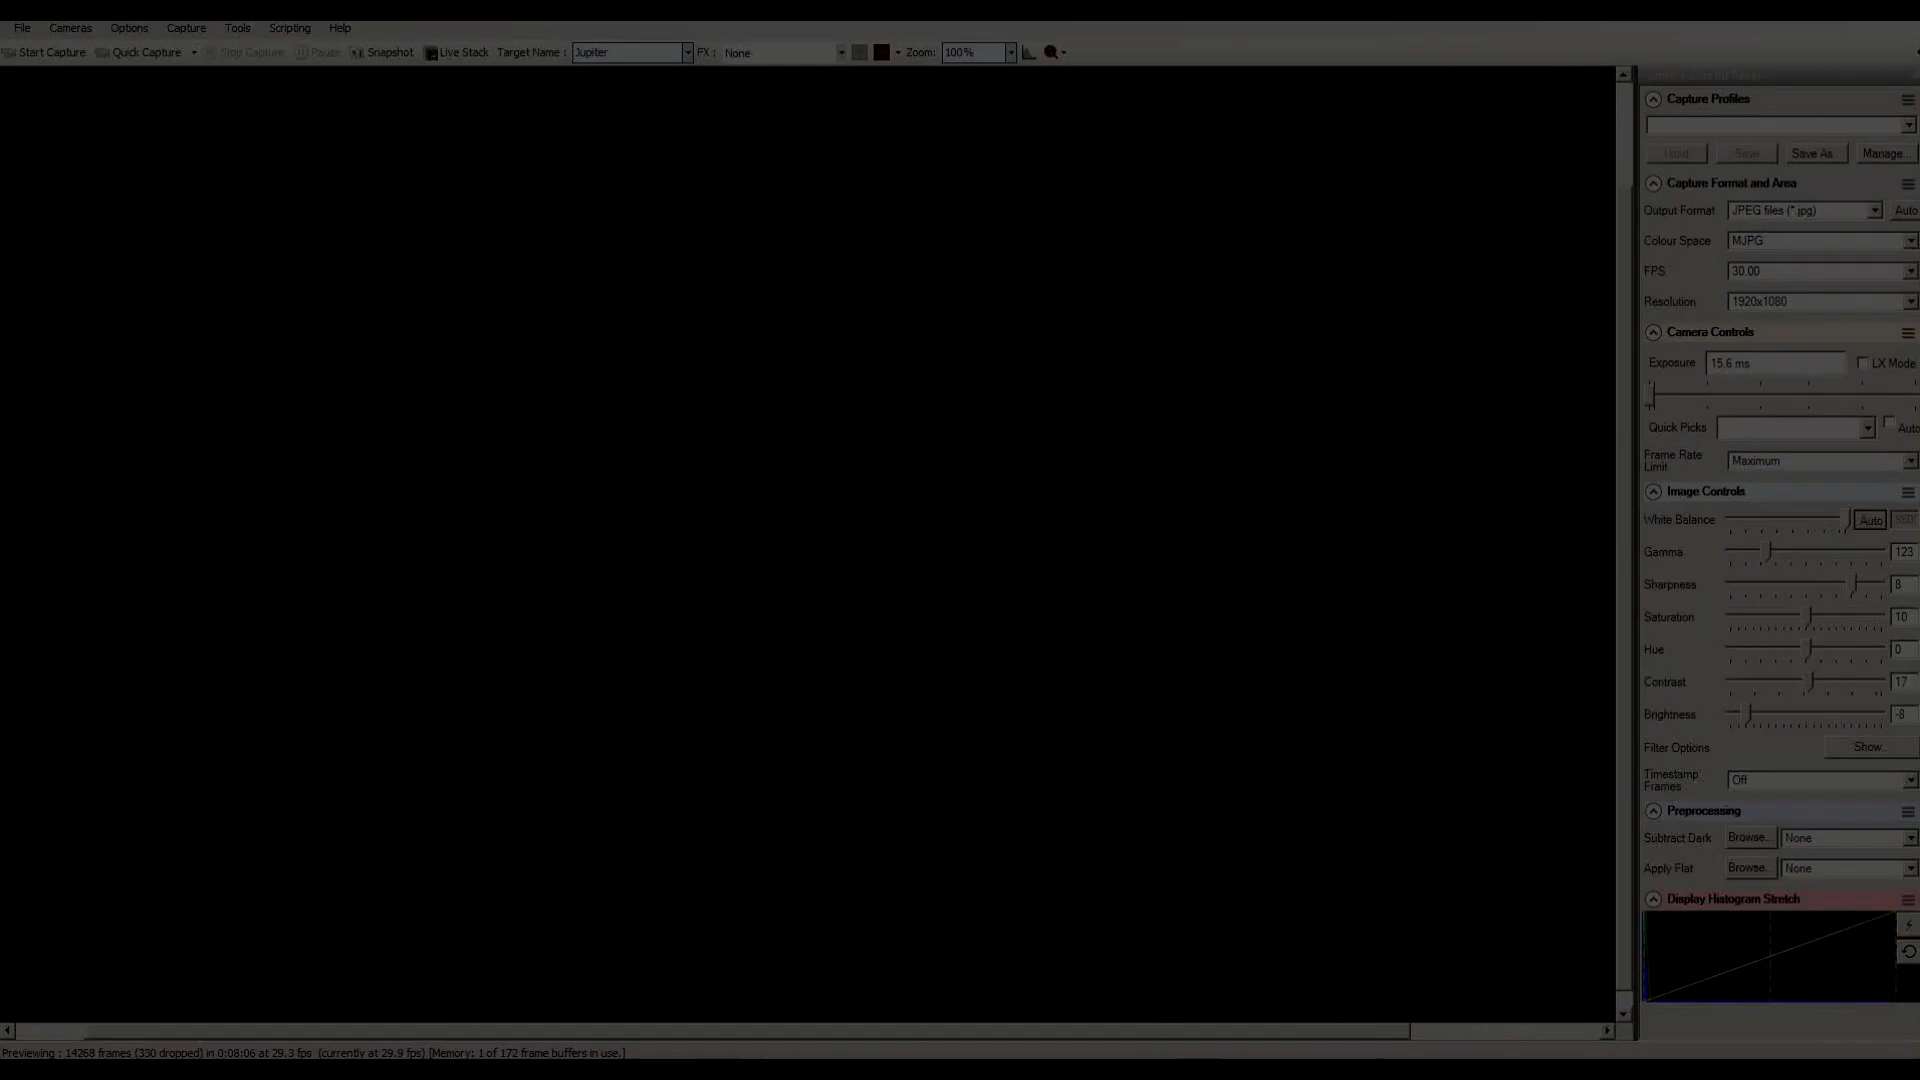 File Cameras Options Capture Tools Scripting Help
Start Capture Quick Capture Stop Capture Pause Snapshot Live Stack Target Name : Jupiter FX : None Zoom: 100%
Capture Profiles
Load Save Save As.. Manage...
Capture Format and Area
Output Format JPEG files (*.jpg) Auto
Colour Space MJPG
FPS 30.00
Resolution 1920x1080
Camera Controls
Exposure 15.6 ms LX Mode
Quick Picks Auto
Frame Rate
Limit Maximum
Image Controls
White Balance Auto
Gamma 123
Sharpness 8
Saturation 10
Hue 0
Contrast 17
Brightness -8
Filter Options Show..
Timestamp
Frames Off
Preprocessing
Subtract Dark Browse... None
Apply Flat Browse... None
Display Histogram Stretch
Previewing : 14268 frames (330 dropped) in 0:08:06 at 29.3 fps (currently at 29.9 fps) [Memory: 1 of 172 frame buffers in use.]